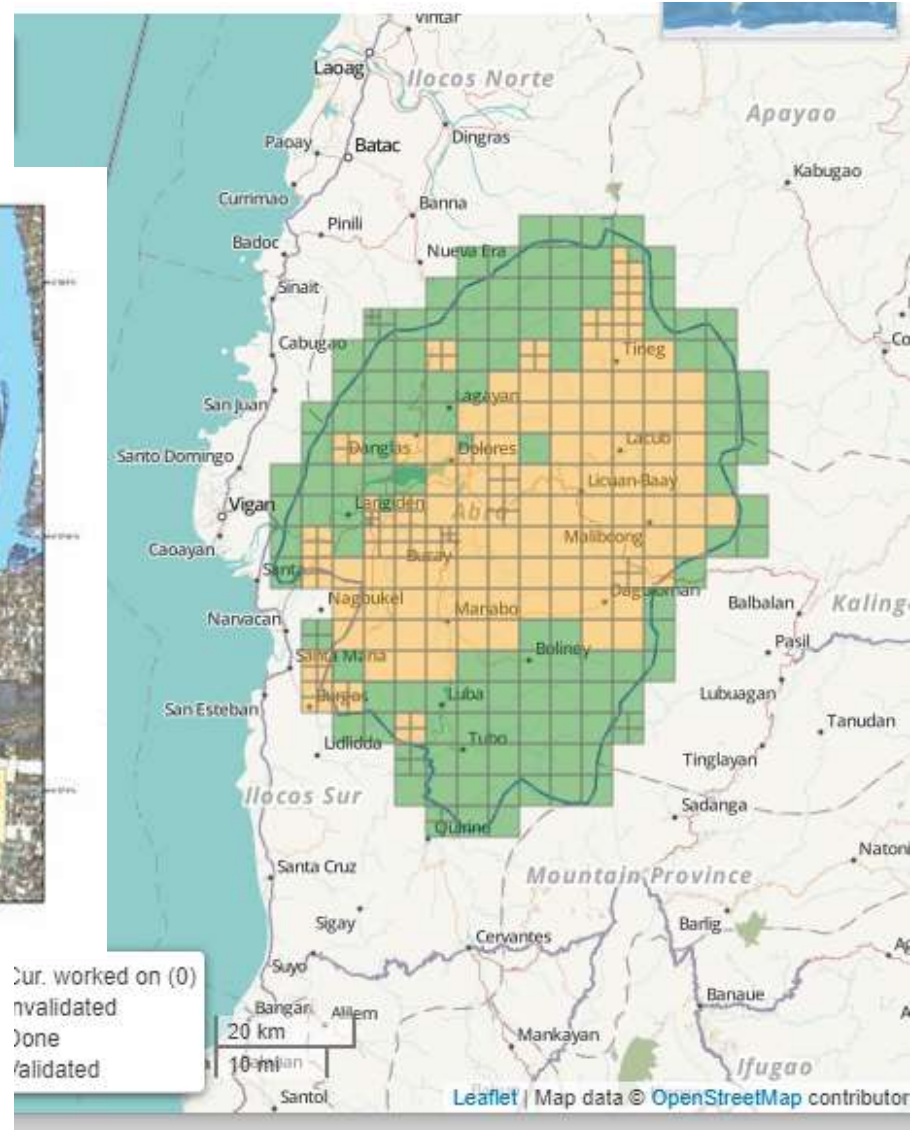 Vintar
Laoag
Ilocos Norte
Apayao
Dingras
Paoay
Batac
Kabugao
Currimao
Banna
Pinili
Badoc
Nueva Era
Sinait
Cabugao
Tineg
San Juan
Lagayan
Santo Domingo
Danglas
Dolores
Lacub
Licuan-Baay
Vigan
Langiden
Abra
Malibcong
Caoayan
Bucay
Santa
Nagbukel
Daguioman
Balbalan
Kalinga
Narvacan
Manabo
Pasil
Santa Maria
Boliney
San Esteban
Burgos
Luba
Lubuagan
Tanudan
Lidlidda
Tubo
Tinglayan
Ilocos Sur
Sadanga
Quirino
Natoni
Santa Cruz
Mountain Province
Sigay
Barlig
Cervantes
Suyo
Cur. worked on (0)
Invalidated
Done
Validated
Bangar
Alilem
Banaue
20 km
10 mi
Mankayan
Ifugao
Santol
Leaflet | Map data © OpenStreetMap contributor